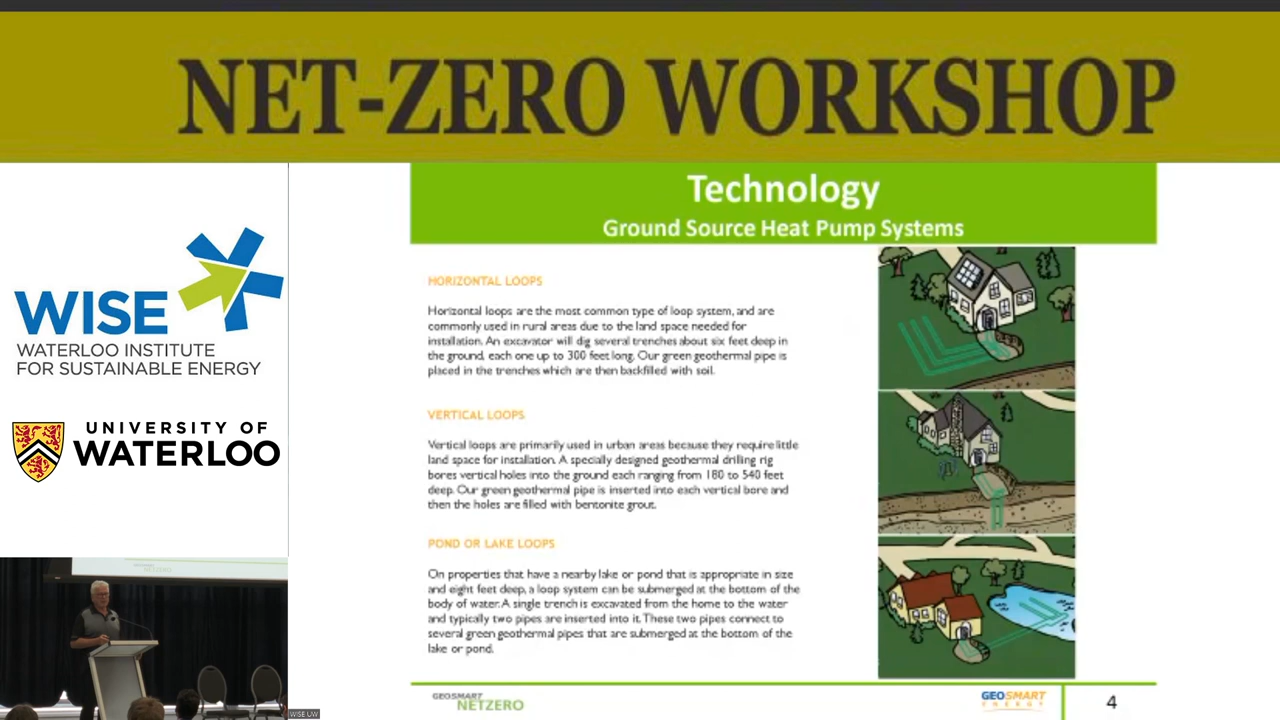 NET-ZERO WORKSHOP
WISE
WATERLOO INSTITUTE
FOR SUSTAINABLE ENERGY
UNIVERSITY OF
WATERLOO
Technology
Ground Source Heat Pump Systems
HORIZONTAL LOOPS
Horizontal loops are the most common type of loop system, and are
commonly used in rural areas due to the land space needed for
installation. An excavator will dig several trenches about six feet deep in
the ground, each one up to 300 feet long. Our green geothermal pipe is
placed in the trenches which are then backfilled with soil.
VERTICAL LOOPS
Vertical loops are primarily used in urban areas because they require little
land space for installation. A specially designed geothermal drilling rig
bores vertical holes into the ground each ranging from 180 to 540 feet
deep. Our green geothermal pipe is inserted into each vertical bore and
then the holes are filled with bentonite grout.
POND OR LAKE LOOPS
On properties that have a nearby lake or pond that is appropriate in size
and eight feet deep, a loop system can be submerged at the bottom of the
body of water. A single trench is excavated from the home to the water
and typically two pipes are inserted into it. These two pipes connect to
several green geothermal pipes that are submerged at the bottom of the
lake or pond.
GEOSMART
NETZERO
GEOSMART
ENERGY
4
NETZERO
WISE UW